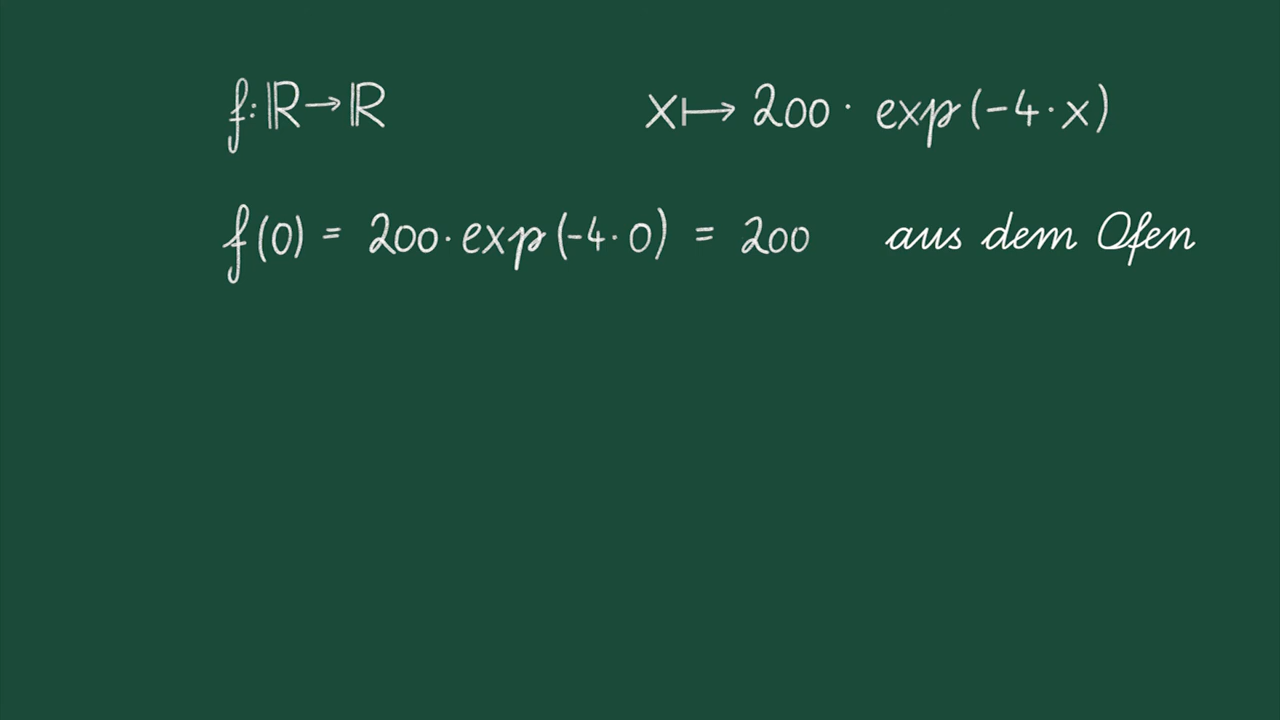 f: ℝ → ℝ x ↦ 200 · exp(-4 · x)
f(0) = 200 · exp(-4 · 0) = 200 aus dem Ofen